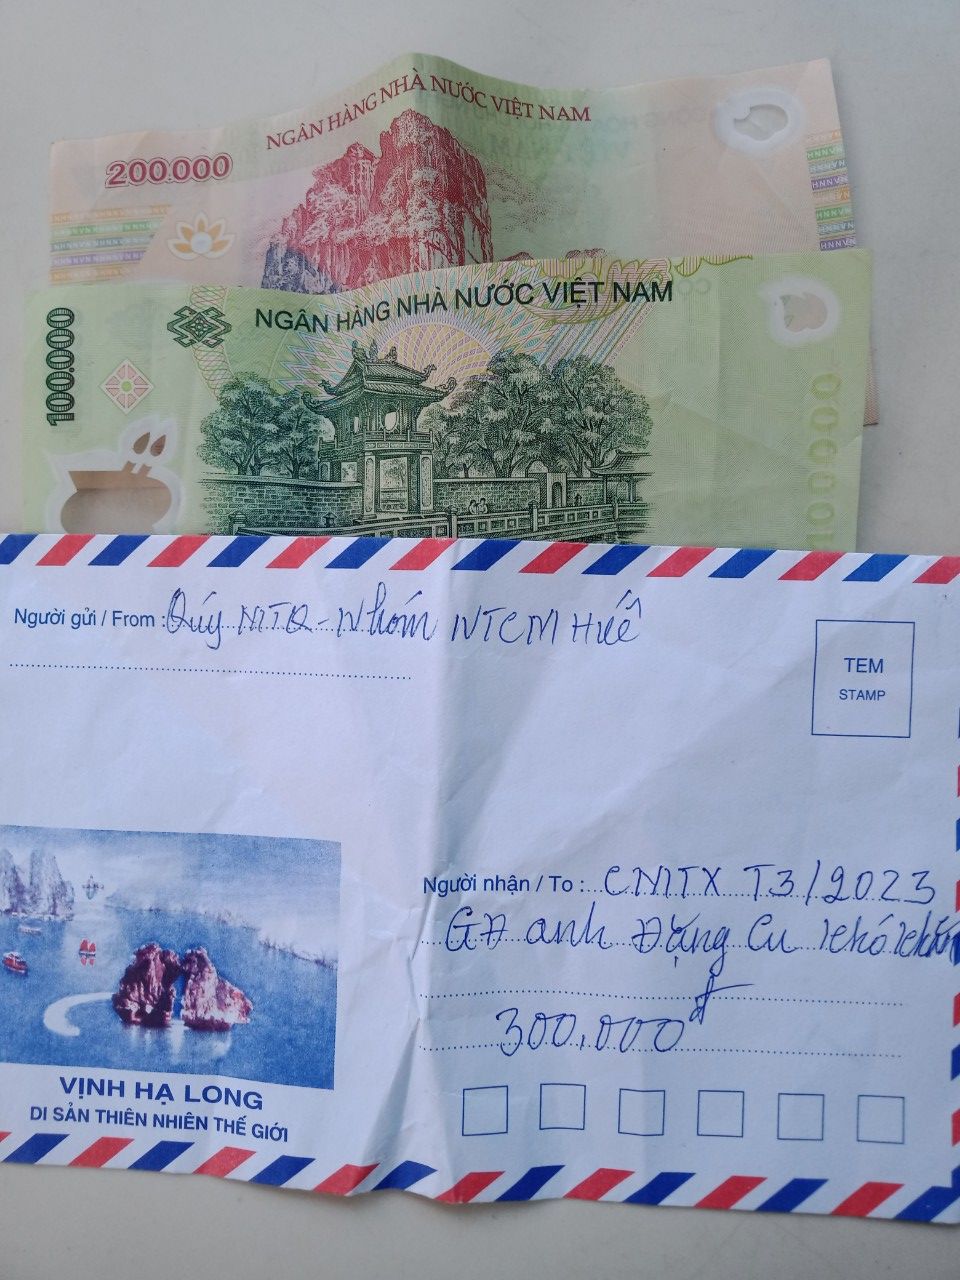 NGÂN HÀNG NHÀ NƯỚC VIỆT NAM
200.000
NGÂN HÀNG NHÀ NƯỚC VIỆT NAM
100.000
Người gửi / From : Quý NTQ - Nhóm NTCM Huế
TEM
STAMP
Người nhận / To : CNTX T3/2023
GĐ anh Đặng Cu khó khăn
300.000đ
VỊNH HẠ LONG
DI SẢN THIÊN NHIÊN THẾ GIỚI